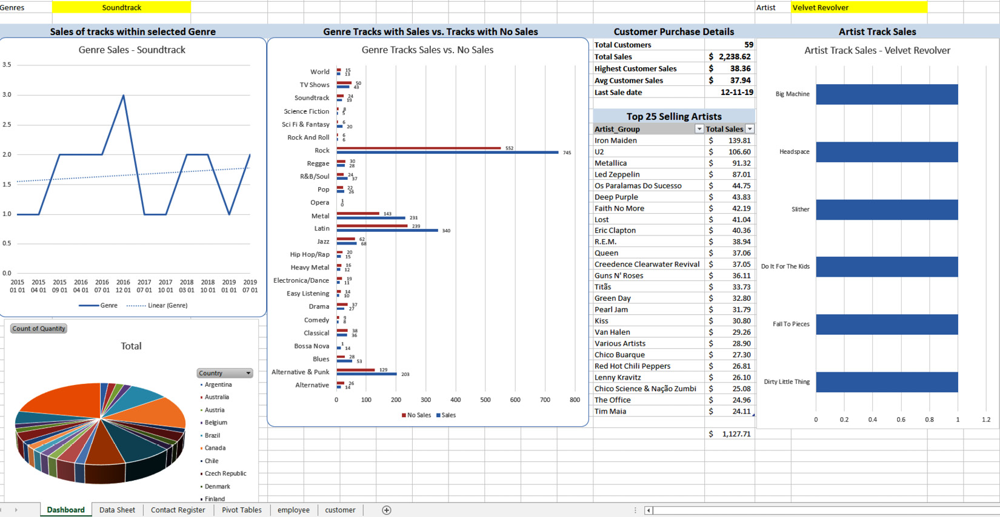 Genres Soundtrack Artist Velvet Revolver
Sales of tracks within selected Genre
Genre Sales - Soundtrack
3.5
3.0
2.5
2.0
1.5
1.0
0.5
0.0
2015 2015 2015 2016 2016 2016 2017 2017 2018 2018 2019 2019
01 01 04 01 09 01 04 01 07 01 12 01 07 01 10 01 03 01 10 01 01 01 07 01
Genre Linear (Genre)
Count of Quantity
Total
Country
Argentina
Australia
Austria
Belgium
Brazil
Canada
Chile
Czech Republic
Denmark
Finland
Genre Tracks with Sales vs. Tracks with No Sales
Genre Tracks Sales vs. No Sales
World 15 13
TV Shows 50 43
Soundtrack 24 19
Science Fiction 8 5
Sci Fi & Fantasy 6 20
Rock And Roll 6 6
Rock 552 745
Reggae 30 28
R&B/Soul 24 37
Pop 22 26
Opera 1 0
Metal 143 231
Latin 239 340
Jazz 62 68
Hip Hop/Rap 20 15
Heavy Metal 16 12
Electronica/Dance 19 11
Easy Listening 14 10
Drama 37 27
Comedy 9 8
Classical 38 36
Bossa Nova 1 14
Blues 28 53
Alternative & Punk 129 203
Alternative 26 14
0 100 200 300 400 500 600 700 800
No Sales Sales
Customer Purchase Details
Total Customers 59
Total Sales $ 2,238.62
Highest Customer Sales $ 38.36
Avg Customer Sales $ 37.94
Last Sale date 12-11-19
Top 25 Selling Artists
Artist_Group Total Sales
Iron Maiden $ 139.81
U2 $ 106.60
Metallica $ 91.32
Led Zeppelin $ 87.01
Os Paralamas Do Sucesso $ 44.75
Deep Purple $ 43.83
Faith No More $ 42.19
Lost $ 41.04
Eric Clapton $ 40.36
R.E.M. $ 38.94
Queen $ 37.06
Creedence Clearwater Revival $ 37.05
Guns N' Roses $ 36.11
Titãs $ 33.73
Green Day $ 32.80
Pearl Jam $ 31.79
Kiss $ 30.80
Van Halen $ 29.26
Various Artists $ 28.90
Chico Buarque $ 27.30
Red Hot Chili Peppers $ 26.81
Lenny Kravitz $ 26.10
Chico Science & Nação Zumbi $ 25.08
The Office $ 24.96
Tim Maia $ 24.11
$ 1,127.71
Artist Track Sales
Artist Track Sales - Velvet Revolver
Big Machine
Headspace
Slither
Do It For The Kids
Fall To Pieces
Dirty Little Thing
0 0.2 0.4 0.6 0.8 1 1.2
Dashboard Data Sheet Contact Register Pivot Tables employee customer